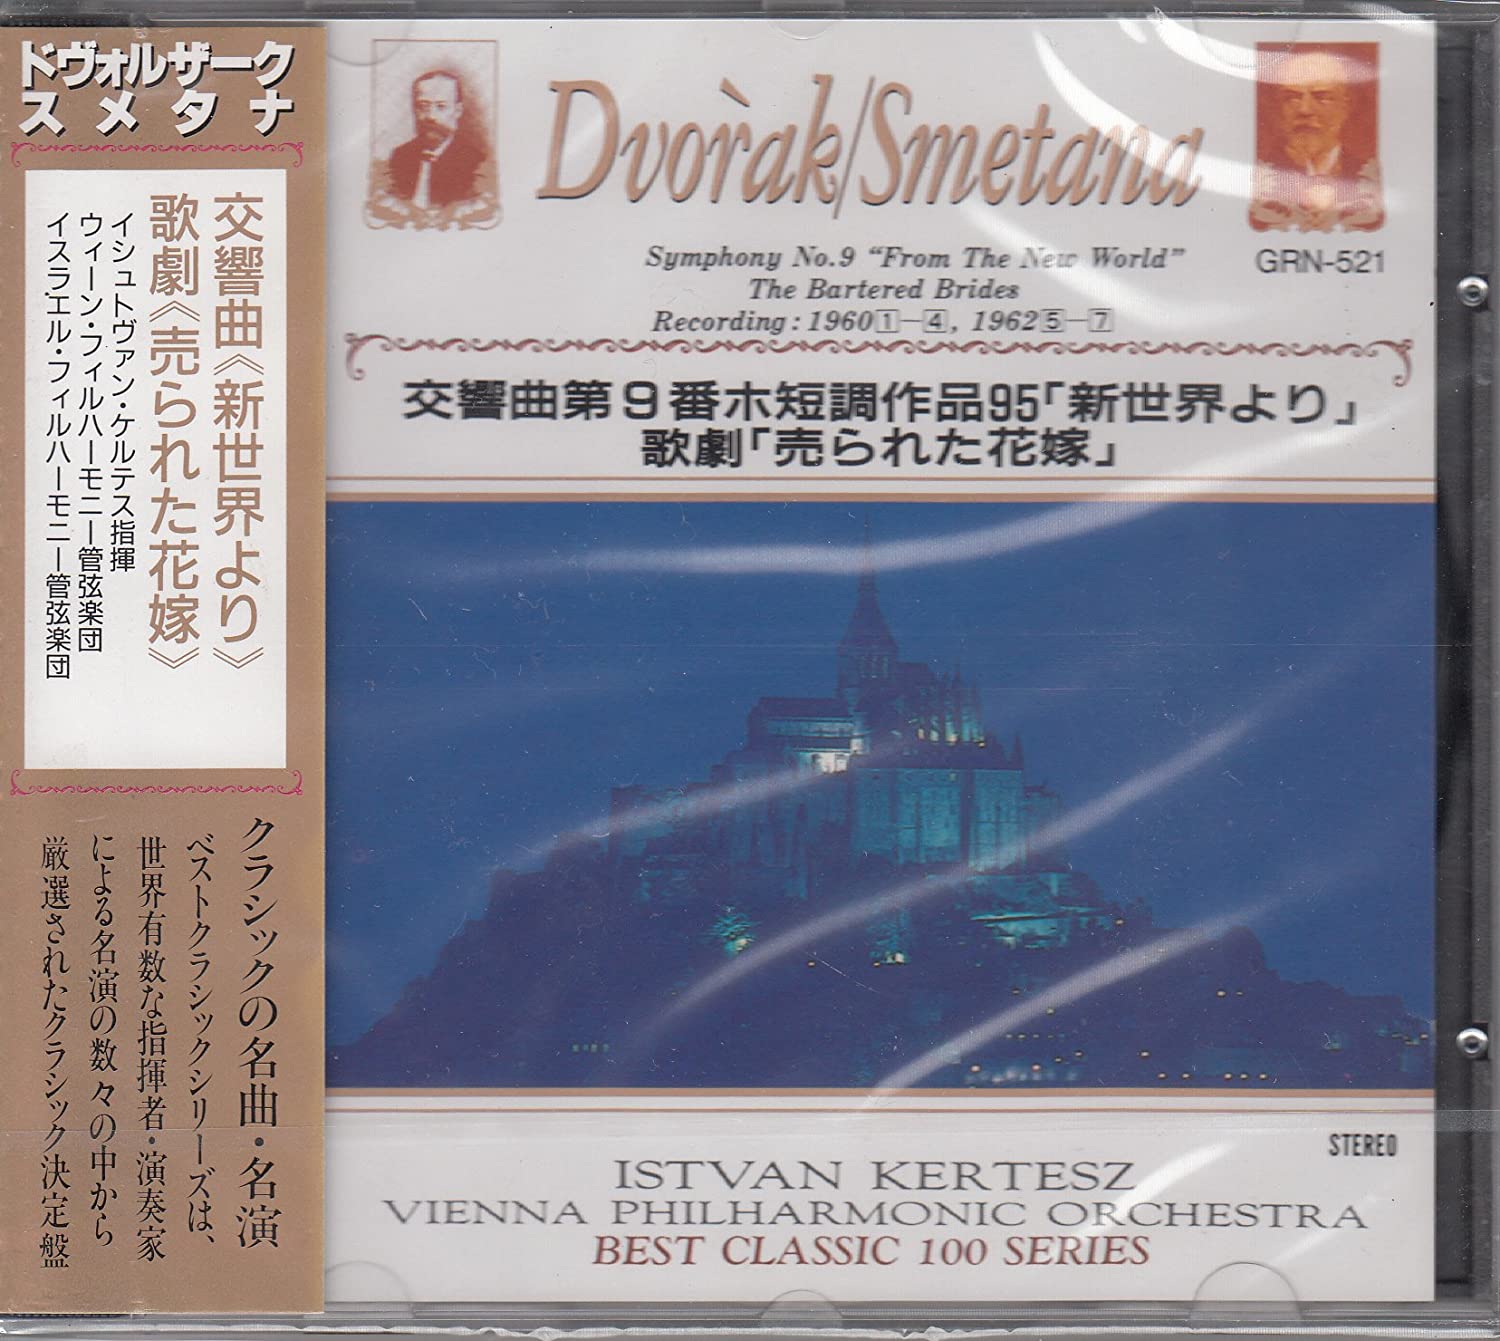 ドヴォルザーク
スメタナ
交響曲《新世界より》
歌劇《売られた花嫁》
イシュトヴァン・ケルテス指揮
ウィーン・フィルハーモニー管弦楽団
イスラエル・フィルハーモニー管弦楽団
クラシックの名曲・名演
ベストクラシックシリーズは、
世界有数な指揮者・演奏家
による名演の数々の中から
厳選されたクラシック決定盤
Dvořak/Smetana
Symphony No.9 “From The New World”
GRN-521
The Bartered Brides
Recording: 1960 1-4, 1962 5-7
交響曲第9番ホ短調作品95「新世界より」
歌劇「売られた花嫁」
STEREO
ISTVAN KERTESZ
VIENNA PHILHARMONIC ORCHESTRA
BEST CLASSIC 100 SERIES